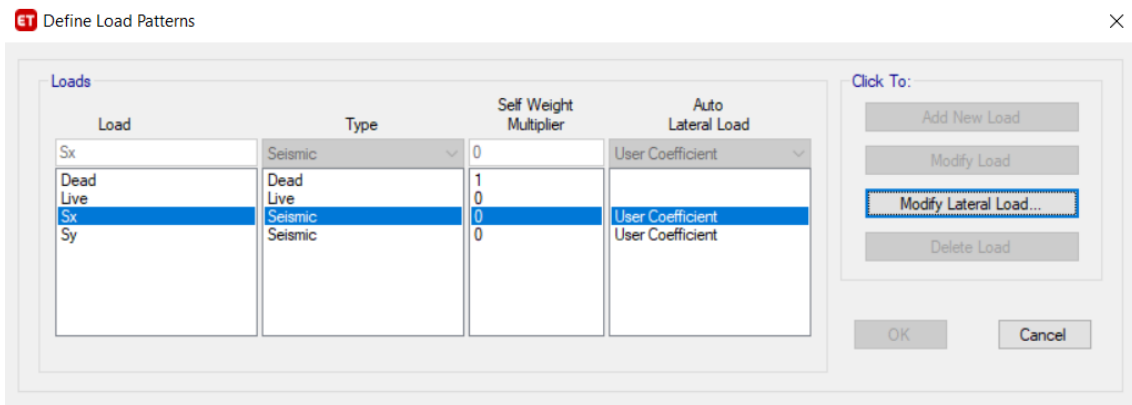 ET Define Load Patterns
Loads
Load Type Self Weight Multiplier Auto Lateral Load
Sx Seismic 0 User Coefficient
Dead Dead 1
Live Live 0
Sx Seismic 0 User Coefficient
Sy Seismic 0 User Coefficient
Click To:
Add New Load
Modify Load
Modify Lateral Load...
Delete Load
OK Cancel